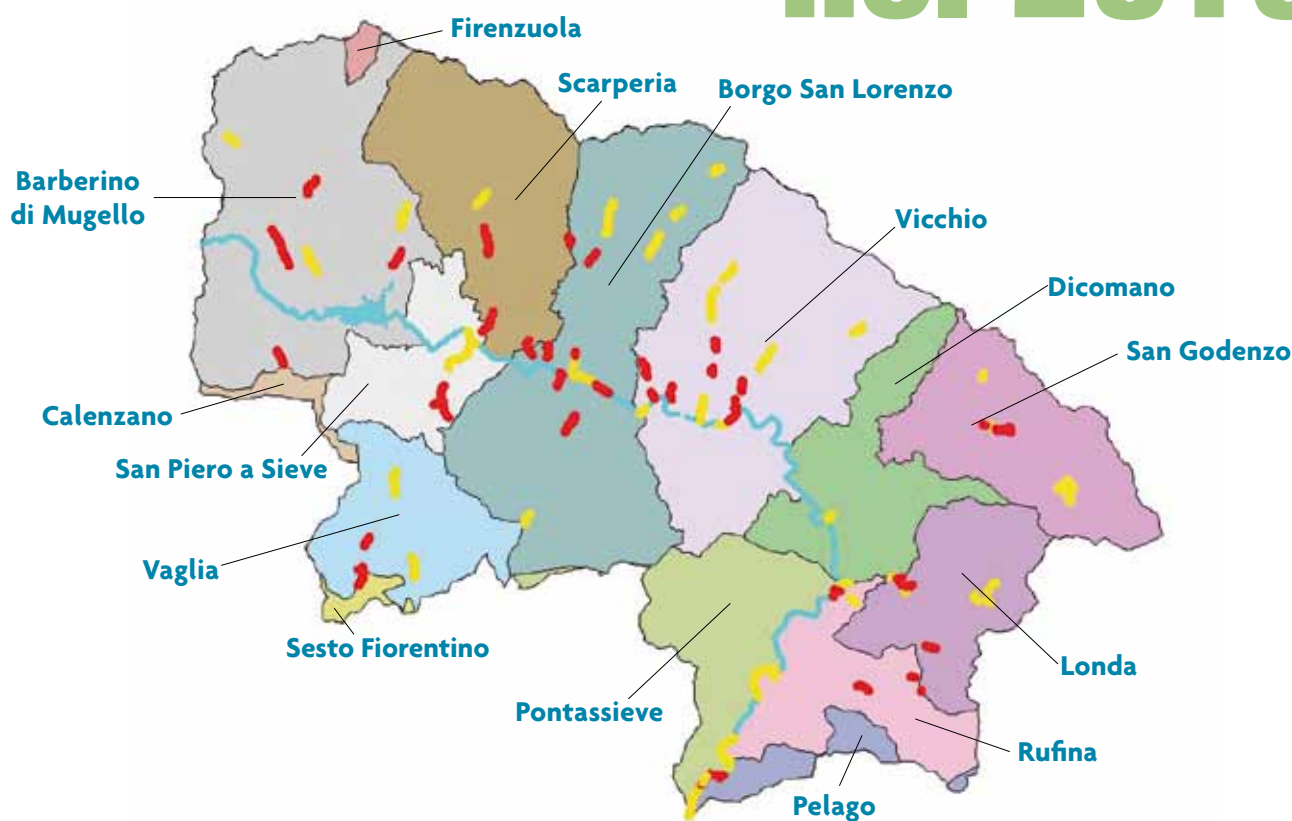 Firenzuola
Scarperia
Borgo San Lorenzo
Barberino
di Mugello
Vicchio
Dicomano
San Godenzo
Calenzano
San Piero a Sieve
Vaglia
Sesto Fiorentino
Londa
Pontassieve
Rufina
Pelago